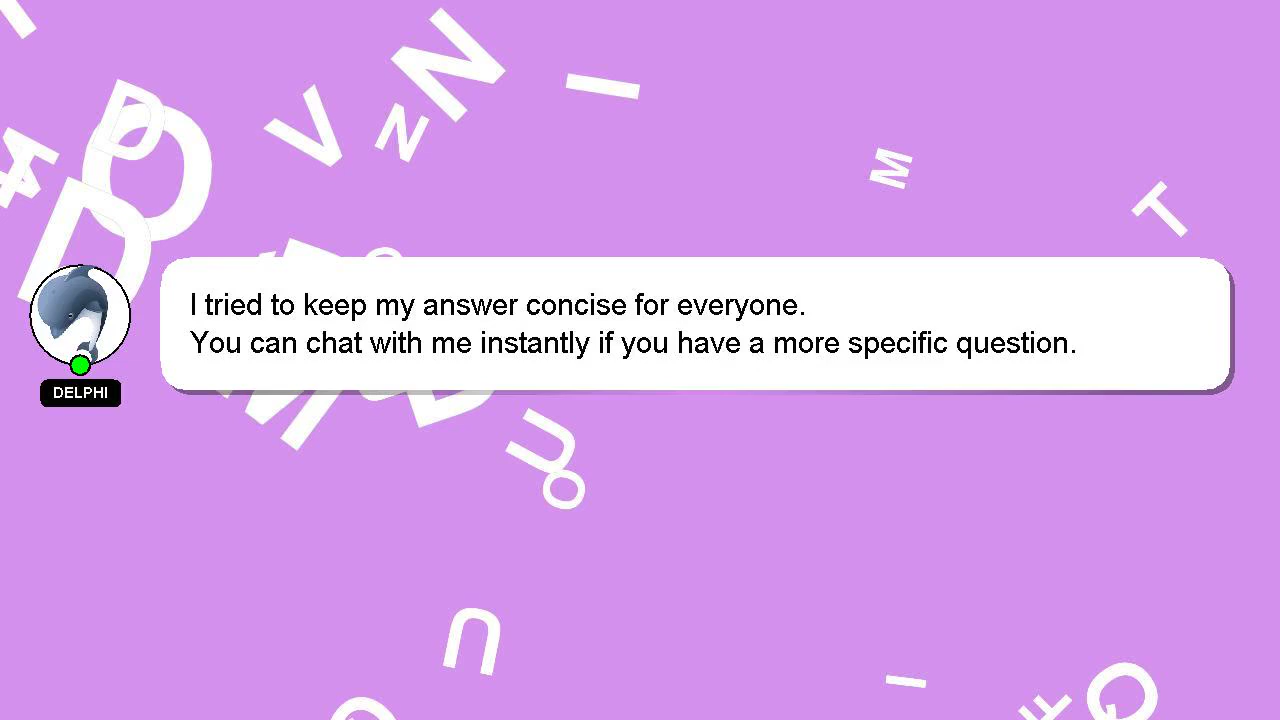 I tried to keep my answer concise for everyone.
You can chat with me instantly if you have a more specific question.
DELPHI